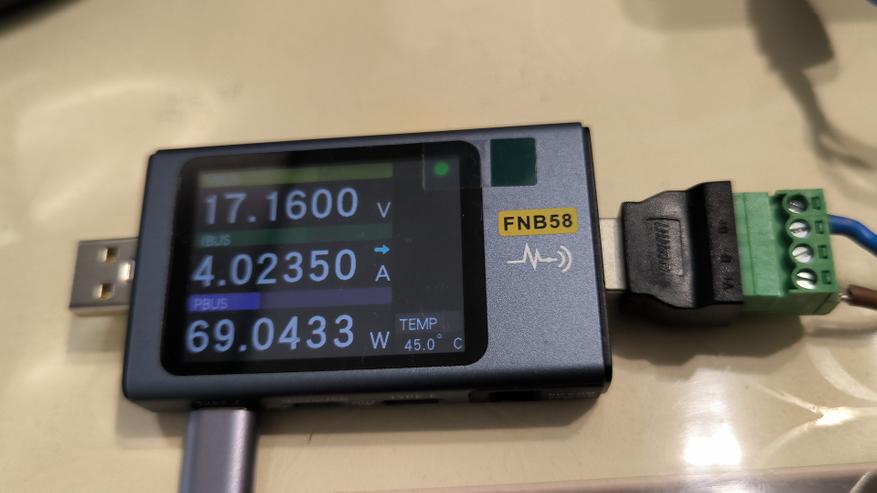 17.1600 V
IBUS
4.02350 A
PBUS
69.0433 W
TEMP
45.0° C
FNB58